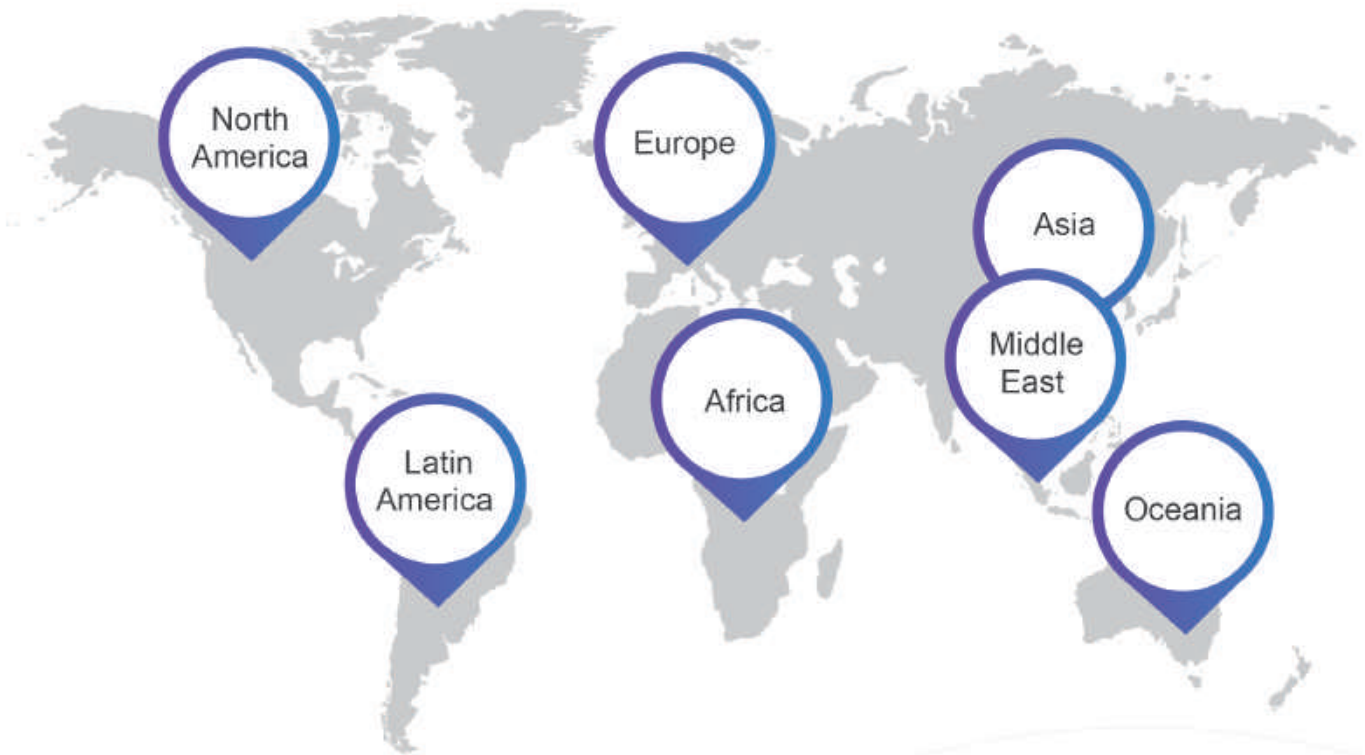 North
America
Europe
Asia
Middle
East
Africa
Latin
America
Oceania